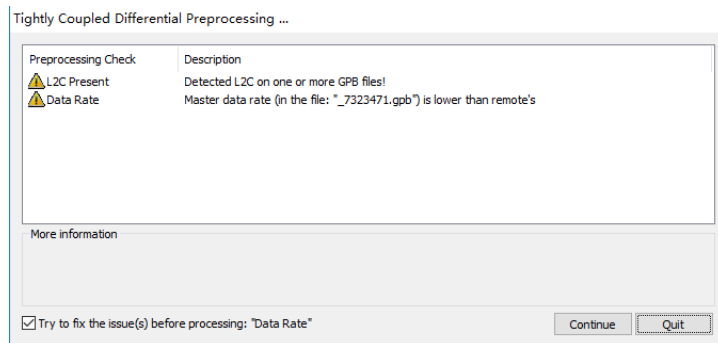 Tightly Coupled Differential Preprocessing ...
Preprocessing Check Description
L2C Present Detected L2C on one or more GPB files!
Data Rate Master data rate (in the file: "_7323471.gpb") is lower than remote's
More information
Try to fix the issue(s) before processing: "Data Rate"
Continue Quit